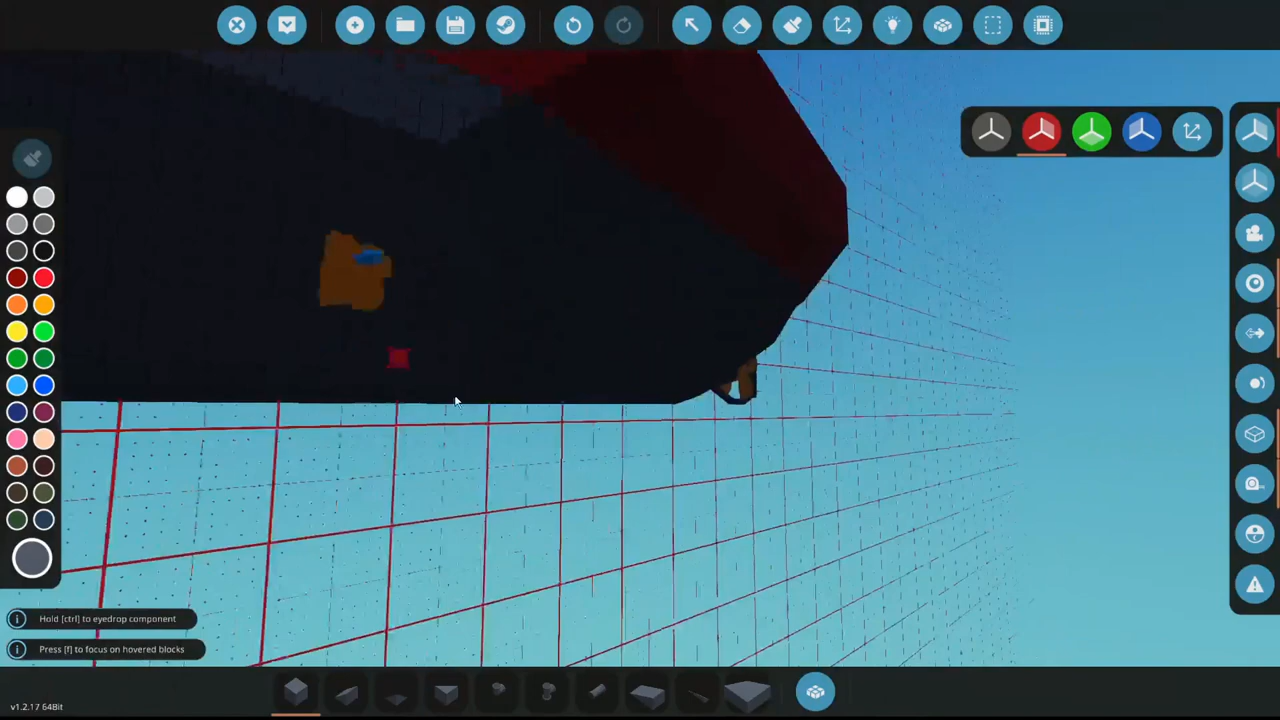 Hold [ctrl] to eyedrop component
Press [f] to focus on hovered blocks
v1.2.17 64Bit